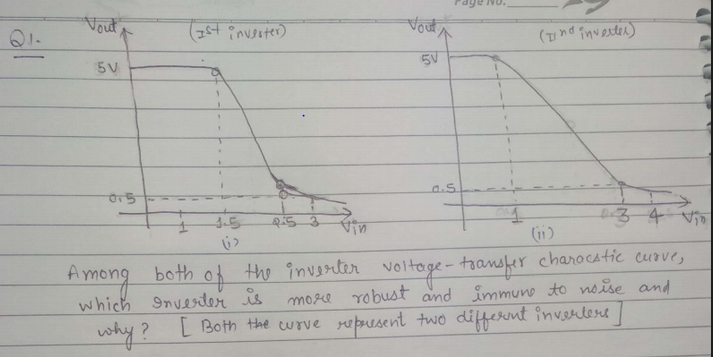 Page No.
Q1.
Vout (Ist inverter)
5V
0.5
1 1.5 2.5 3 Vin
(i)
Vout (IInd inverter)
5V
0.5
1 3 4 Vin
(ii)
Among both of the inverter voltage-transfer charocstic curve,
which Inverter is more robust and immune to noise and
why? [Both the curve represent two different inverters]